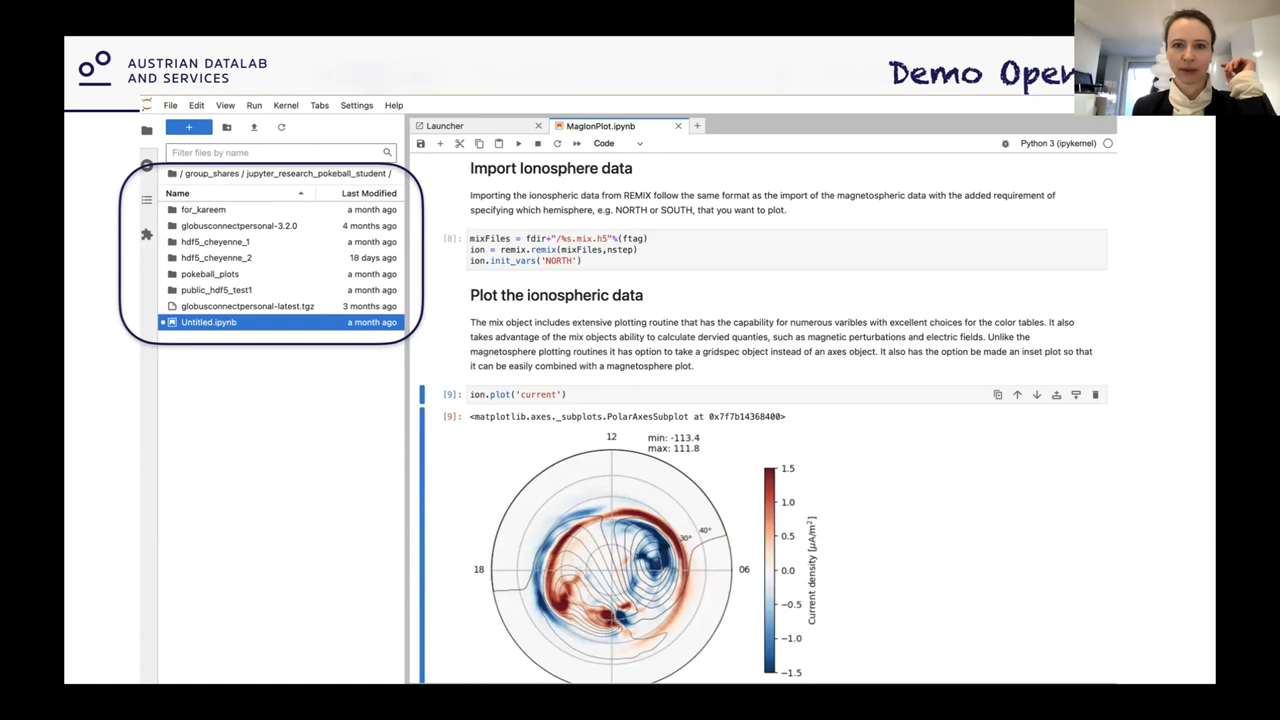 AUSTRIAN DATALAB
AND SERVICES
Demo Open
File Edit View Run Kernel Tabs Settings Help
Launcher
MagIonPlot.ipynb
Code
Python 3 (ipykernel)
Filter files by name
/ group_shares / jupyter_research_pokeball_student /
Name Last Modified
for_kareem a month ago
globusconnectpersonal-3.2.0 4 months ago
hdf5_cheyenne_1 a month ago
hdf5_cheyenne_2 18 days ago
pokeball_plots a month ago
public_hdf5_test1 a month ago
globusconnectpersonal-latest.tgz 3 months ago
Untitled.ipynb a month ago
Import Ionosphere data
Importing the ionospheric data from REMIX follow the same format as the import of the magnetospheric data with the added requirement of
specifying which hemisphere, e.g. NORTH or SOUTH, that you want to plot.
[8]: mixFiles = fdir+"/%s.mix.h5"%(ftag)
ion = remix.remix(mixFiles,nstep)
ion.init_vars('NORTH')
Plot the ionospheric data
The mix object includes extensive plotting routine that has the capability for numerous varibles with excellent choices for the color tables. It also
takes advantage of the mix objects ability to calculate dervied quanties, such as magnetic perturbations and electric fields. Unlike the
magnetosphere plotting routines it has option to take a gridspec object instead of an axes object. It also has the option be made an inset plot so that
it can be easily combined with a magnetosphere plot.
[9]: ion.plot('current')
[9]: <matplotlib.axes._subplots.PolarAxesSubplot at 0x7f7b14368400>
12
min: -113.4
max: 111.8
18
06
30°
40°
1.5
1.0
0.5
0.0
−0.5
−1.0
−1.5
Current density [μA/m²]